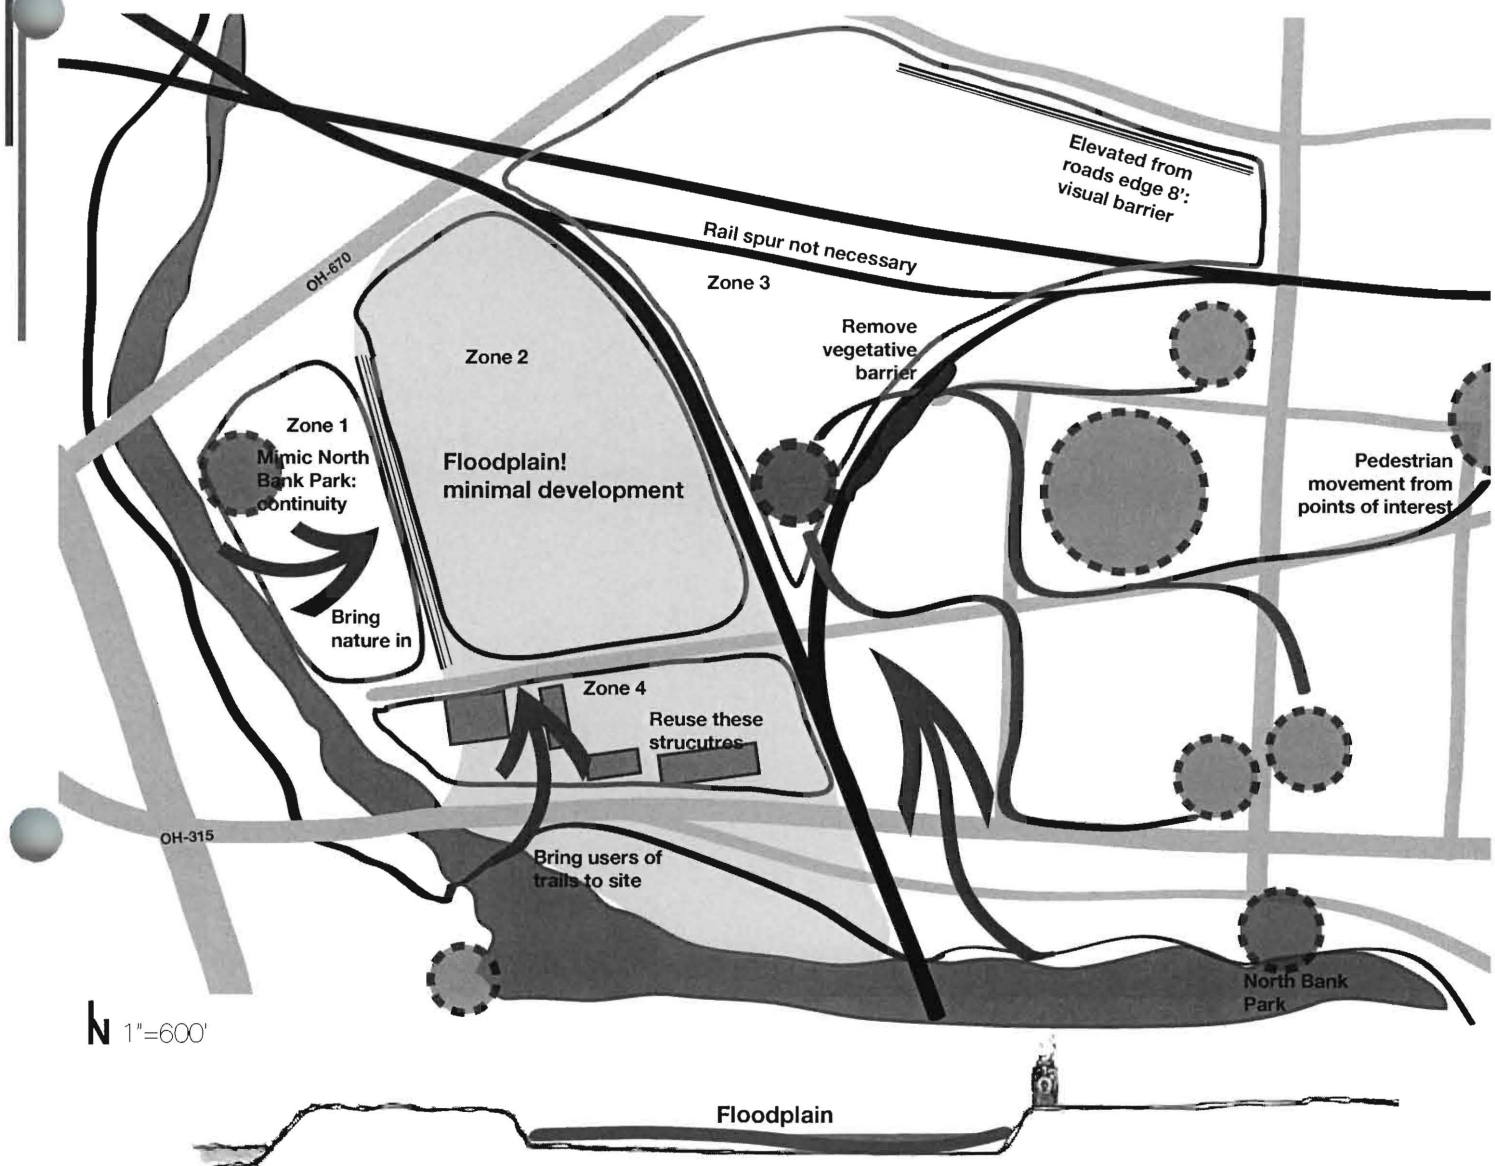 Elevated from
roads edge 8':
visual barrier
Rail spur not necessary
OH-670
Zone 3
Remove
vegetative
barrier
Zone 2
Zone 1
Mimic North
Bank Park:
continuity
Floodplain!
minimal development
Pedestrian
movement from
points of interest
Bring
nature in
Zone 4
Reuse these
strucutres
OH-315
Bring users of
trails to site
North Bank
Park
N 1"=600'
Floodplain